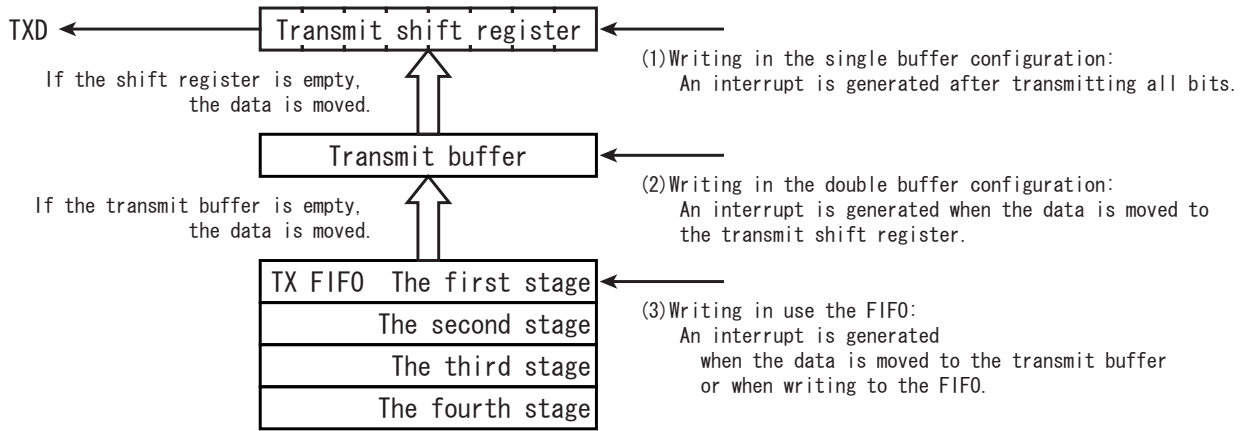 TXD
Transmit shift register
(1)Writing in the single buffer configuration:
An interrupt is generated after transmitting all bits.
If the shift register is empty,
the data is moved.
Transmit buffer
(2)Writing in the double buffer configuration:
An interrupt is generated when the data is moved to
the transmit shift register.
If the transmit buffer is empty,
the data is moved.
TX FIFO The first stage
The second stage
The third stage
The fourth stage
(3)Writing in use the FIFO:
An interrupt is generated
when the data is moved to the transmit buffer
or when writing to the FIFO.